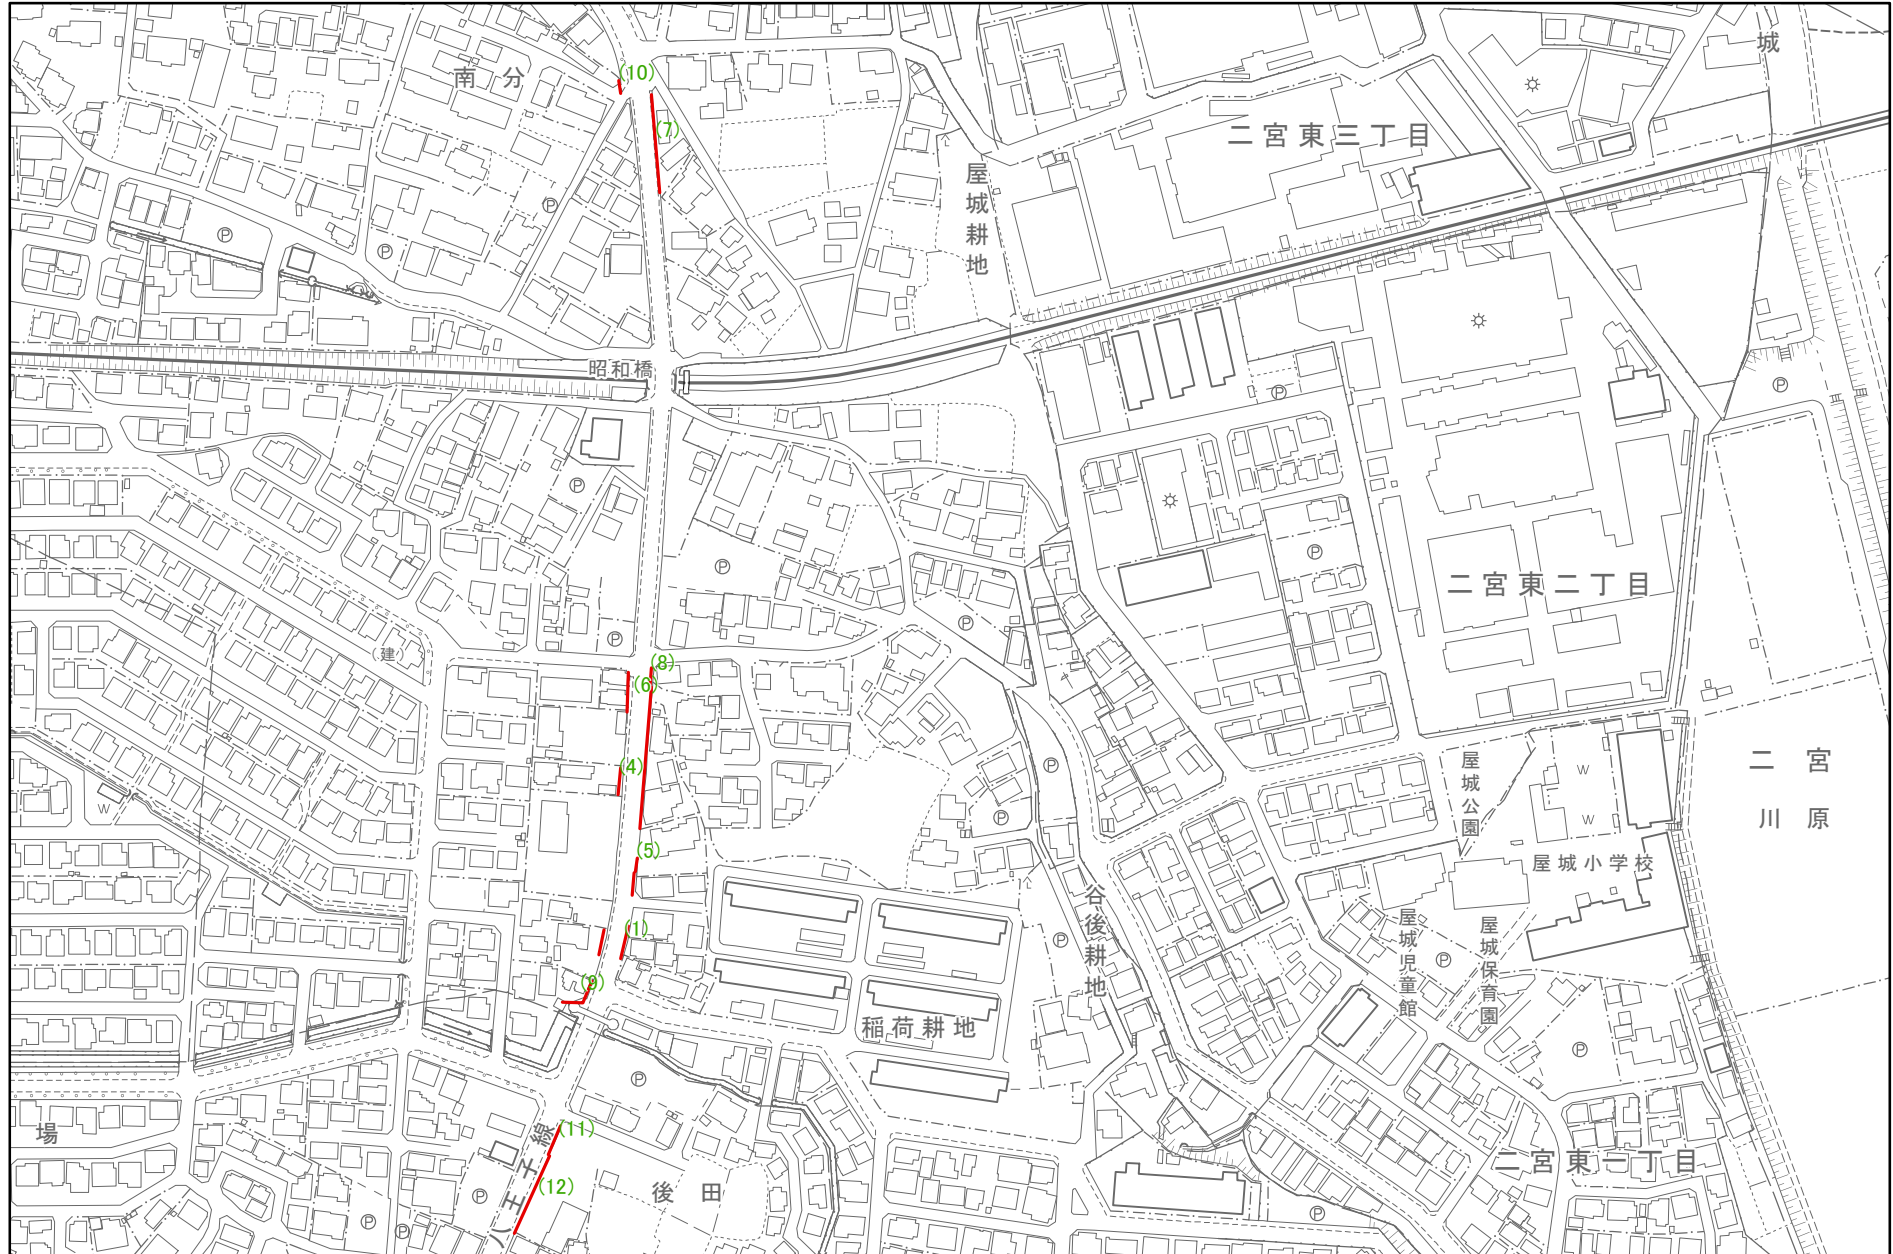 城
南分
(10)
(7)
二宮東三丁目
屋城耕地
Ⓟ
Ⓟ
Ⓟ
昭和橋
Ⓟ
Ⓟ
Ⓟ
Ⓟ
Ⓟ
二宮東二丁目
Ⓟ
Ⓟ
(建)
(8)
(6)
(4)
Ⓟ
屋城公園
二宮
川原
W
W
W
Ⓟ
(5)
屋城小学校
谷後耕地
屋城児童館
屋城保育園
(1)
Ⓟ
Ⓟ
(9)
稲荷耕地
Ⓟ
Ⓟ
場
(11)
八王子線
二宮東一丁目
(12)
後田
Ⓟ
Ⓟ
Ⓟ
Ⓟ